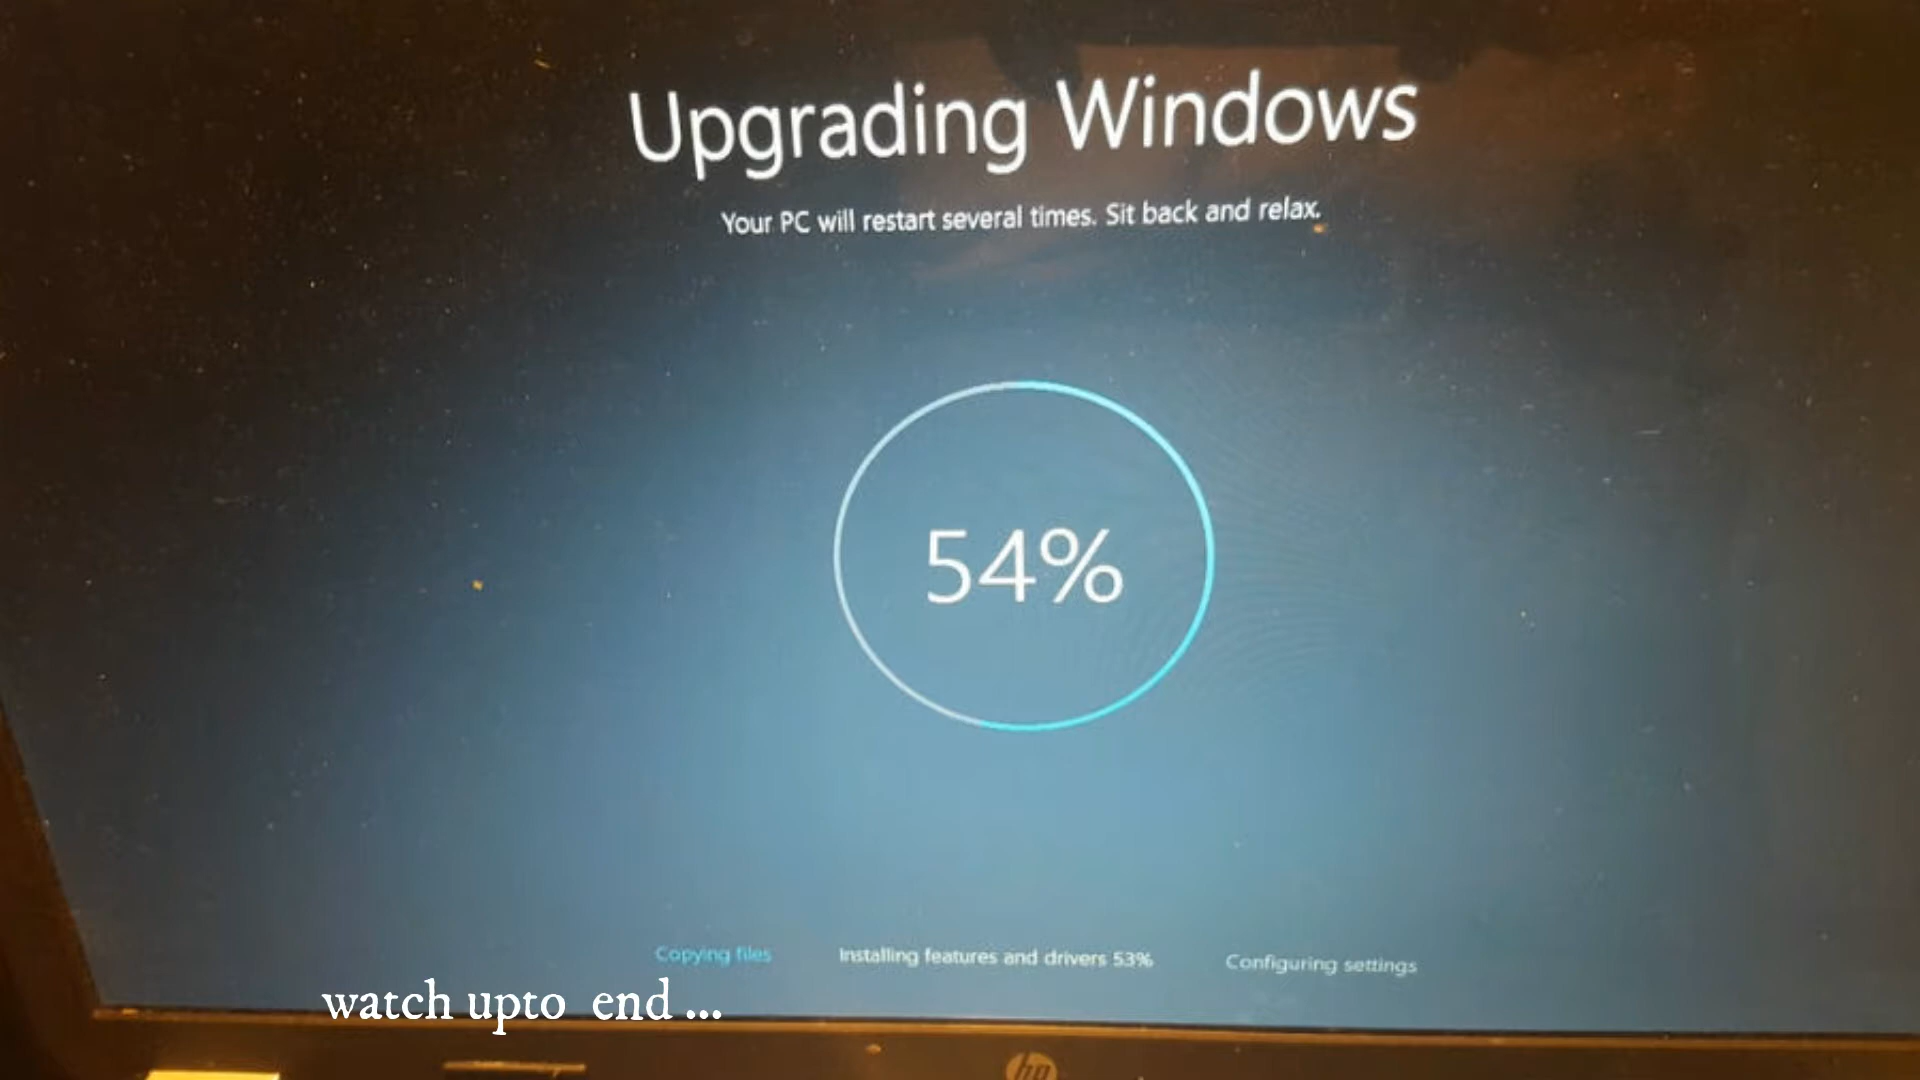 Upgrading Windows
Your PC will restart several times. Sit back and relax.
54%
Copying files Installing features and drivers 53% Configuring settings
watch upto end ...
hp